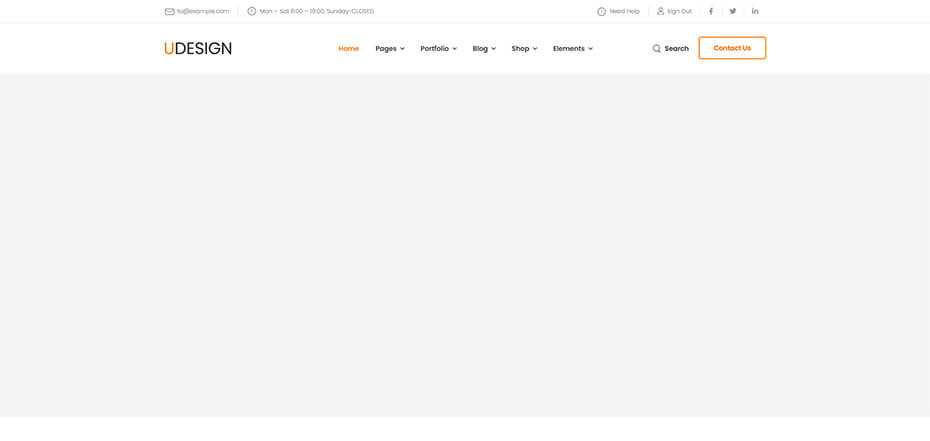 to@example.com Mon – Sat 8:00 – 18:00, Sunday-CLOSED Need Help Sign Out
UDESIGN Home Pages Portfolio Blog Shop Elements Search Contact Us